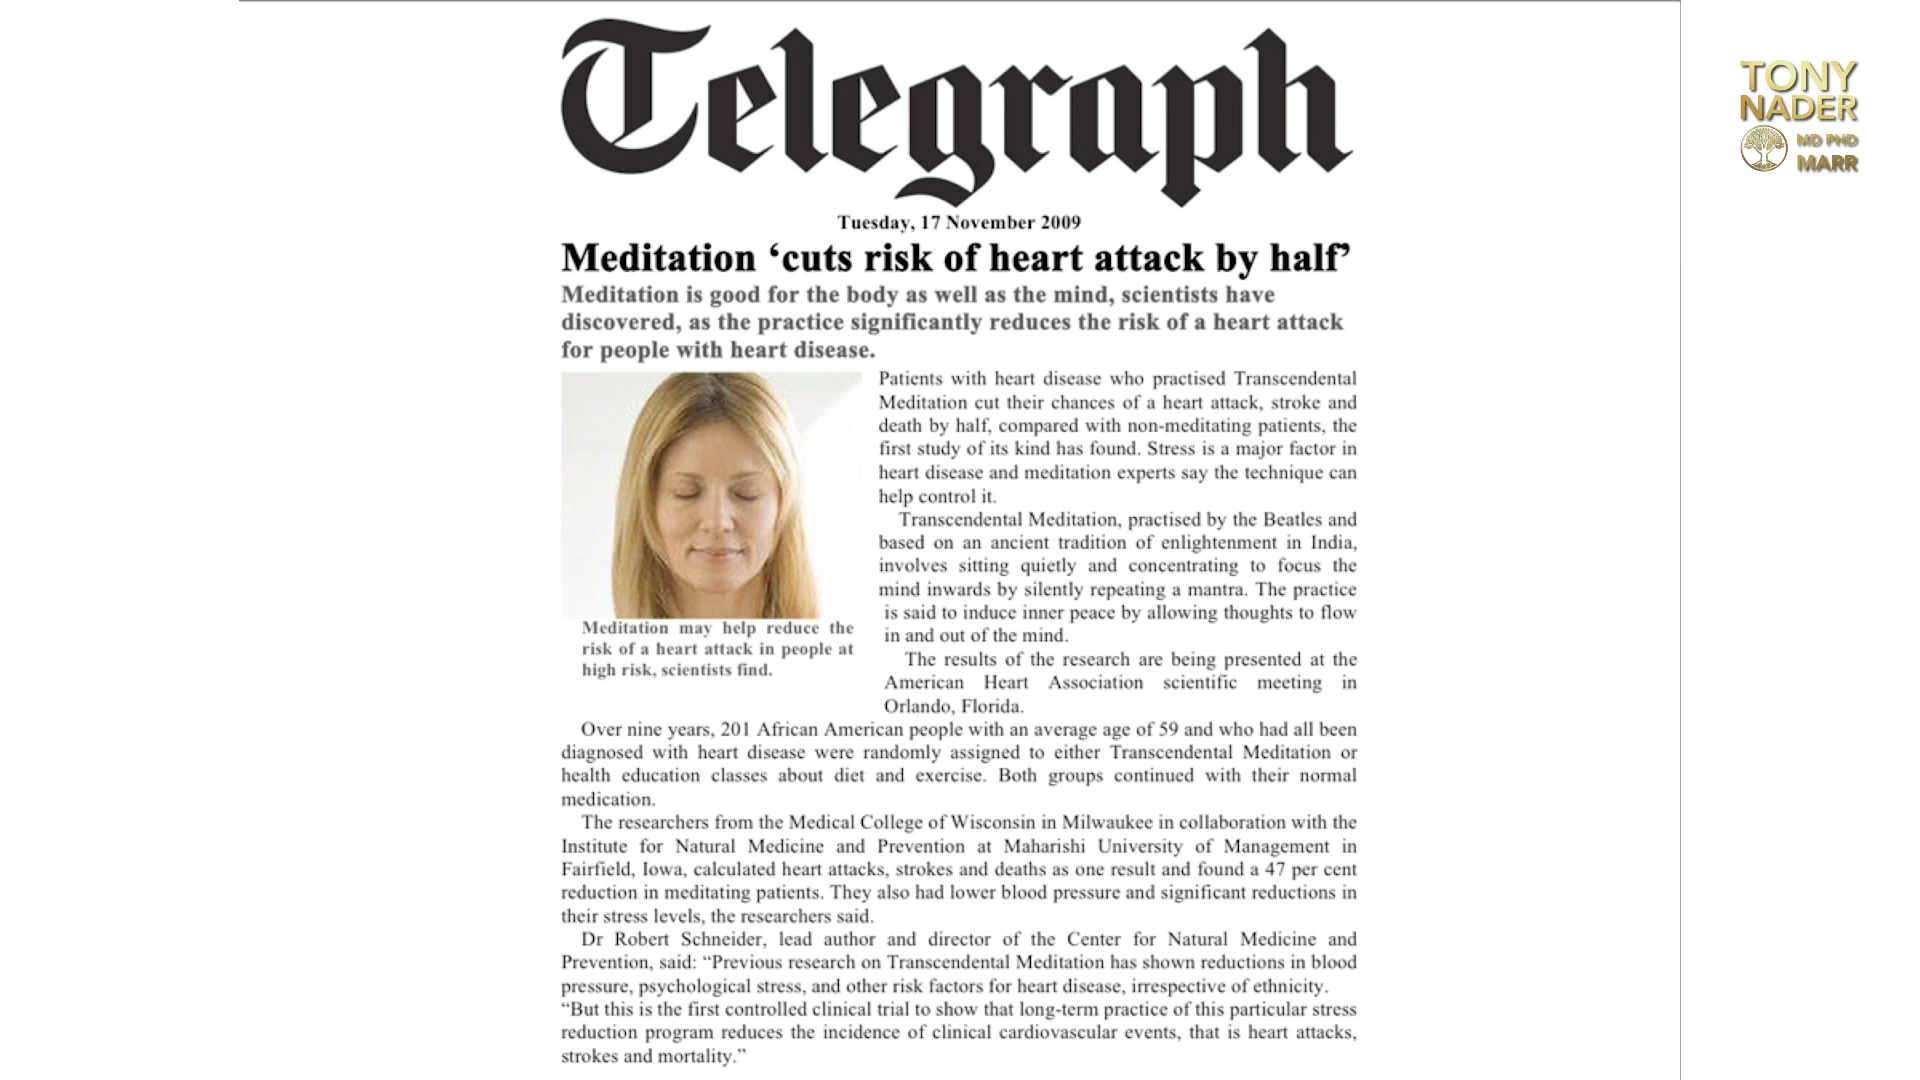 Telegraph
Tuesday, 17 November 2009
Meditation ‘cuts risk of heart attack by half’
Meditation is good for the body as well as the mind, scientists have
discovered, as the practice significantly reduces the risk of a heart attack
for people with heart disease.
Patients with heart disease who practised Transcendental
Meditation cut their chances of a heart attack, stroke and
death by half, compared with non-meditating patients, the
first study of its kind has found. Stress is a major factor in
heart disease and meditation experts say the technique can
help control it.
Transcendental Meditation, practised by the Beatles and
based on an ancient tradition of enlightenment in India,
involves sitting quietly and concentrating to focus the
mind inwards by silently repeating a mantra. The practice
is said to induce inner peace by allowing thoughts to flow
in and out of the mind.
The results of the research are being presented at the
American Heart Association scientific meeting in
Orlando, Florida.
Meditation may help reduce the
risk of a heart attack in people at
high risk, scientists find.
Over nine years, 201 African American people with an average age of 59 and who had all been
diagnosed with heart disease were randomly assigned to either Transcendental Meditation or
health education classes about diet and exercise. Both groups continued with their normal
medication.
The researchers from the Medical College of Wisconsin in Milwaukee in collaboration with the
Institute for Natural Medicine and Prevention at Maharishi University of Management in
Fairfield, Iowa, calculated heart attacks, strokes and deaths as one result and found a 47 per cent
reduction in meditating patients. They also had lower blood pressure and significant reductions in
their stress levels, the researchers said.
Dr Robert Schneider, lead author and director of the Center for Natural Medicine and
Prevention, said: “Previous research on Transcendental Meditation has shown reductions in blood
pressure, psychological stress, and other risk factors for heart disease, irrespective of ethnicity.
“But this is the first controlled clinical trial to show that long-term practice of this particular stress
reduction program reduces the incidence of clinical cardiovascular events, that is heart attacks,
strokes and mortality.”
TONY
NADER
MD PHD
MARR